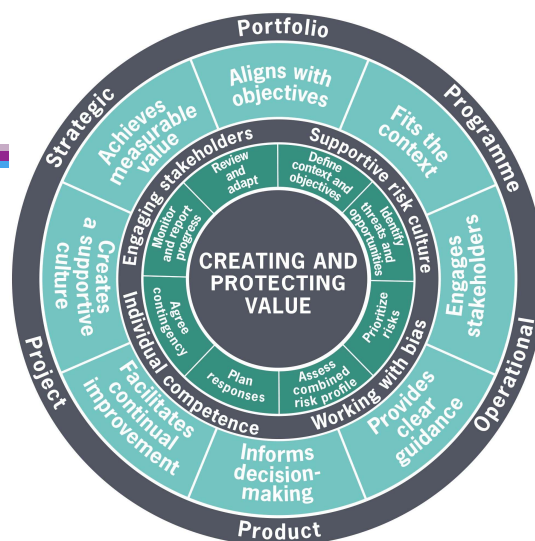 Portfolio
Programme
Operational
Product
Project
Strategic
Aligns with
objectives
Fits the
context
Engages
stakeholders
Provides
clear
guidance
Informs
decision-
making
Facilitates
continual
improvement
Creates
a supportive
culture
Achieves
measurable
value
Supportive risk culture
Working with bias
Individual competence
Engaging stakeholders
Define
context and
objectives
Identify
threats and
opportunities
Prioritize
risks
Assess
combined
risk profile
Plan
responses
Agree
contingency
Monitor
and report
progress
Review
and
adapt
CREATING AND
PROTECTING
VALUE